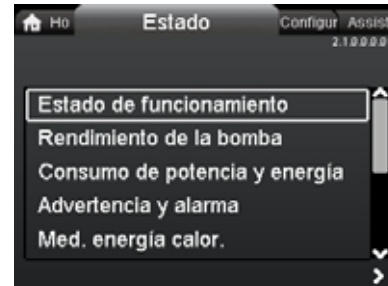 Ho Estado Configur Assist
2.1.0.0.0.0
Estado de funcionamiento
Rendimiento de la bomba
Consumo de potencia y energía
Advertencia y alarma
Med. energía calor.